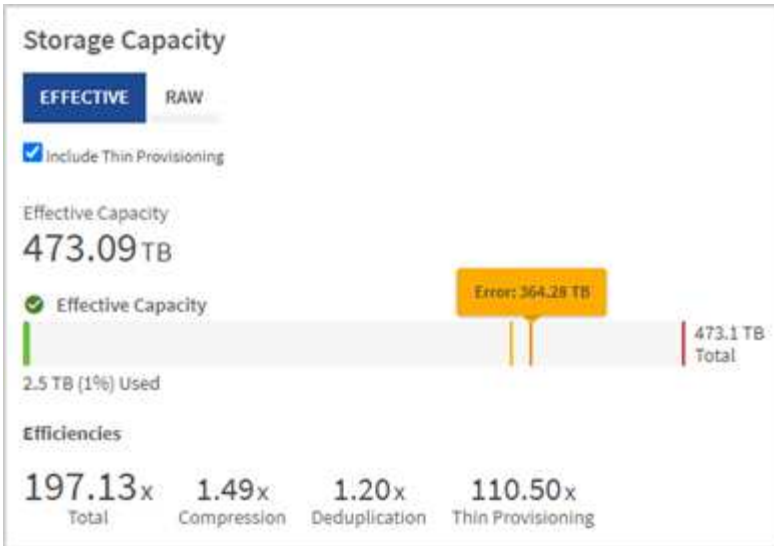 Storage Capacity
EFFECTIVE RAW
Include Thin Provisioning
Effective Capacity
473.09 TB
Error: 364.28 TB
Effective Capacity
473.1 TB
Total
2.5 TB (1%) Used
Efficiencies
197.13x 1.49x 1.20x 110.50x
Total Compression Deduplication Thin Provisioning